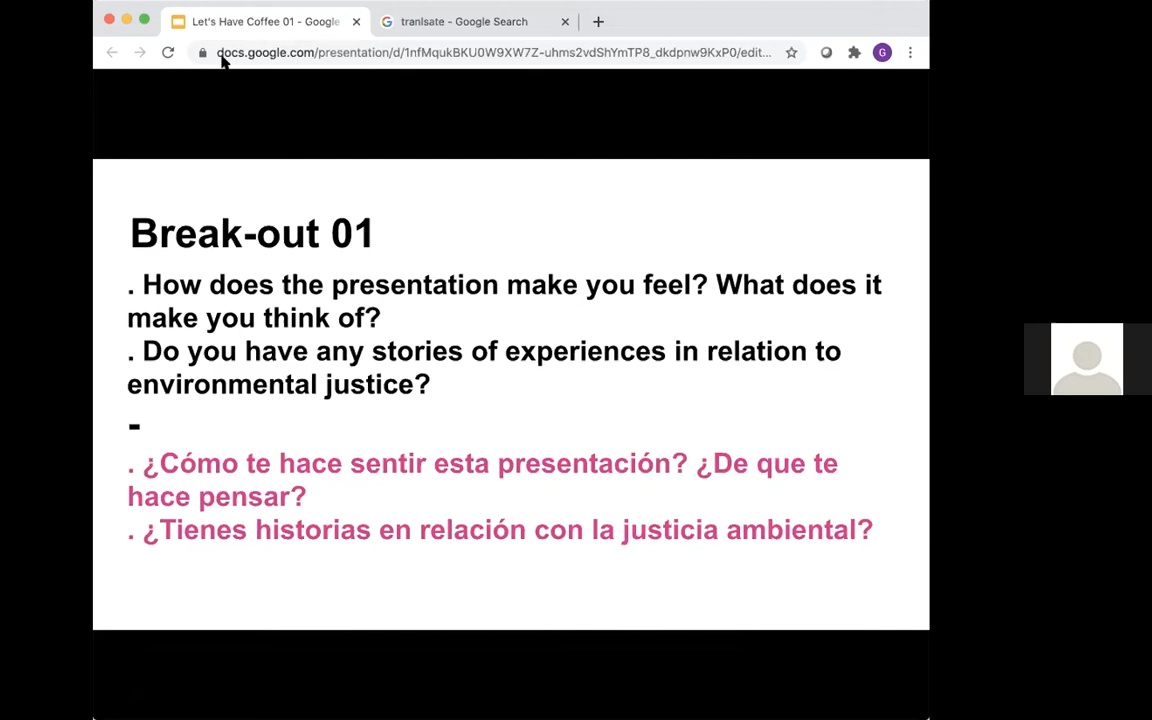 Let's Have Coffee 01 - Google
tranlsate - Google Search
docs.google.com/presentation/d/1nfMqukBKU0W9XW7Z-uhms2vdShYmTP8_dkdpnw9KxP0/edit...
G
Break-out 01
. How does the presentation make you feel? What does it
make you think of?
. Do you have any stories of experiences in relation to
environmental justice?
-
. ¿Cómo te hace sentir esta presentación? ¿De que te
hace pensar?
. ¿Tienes historias en relación con la justicia ambiental?